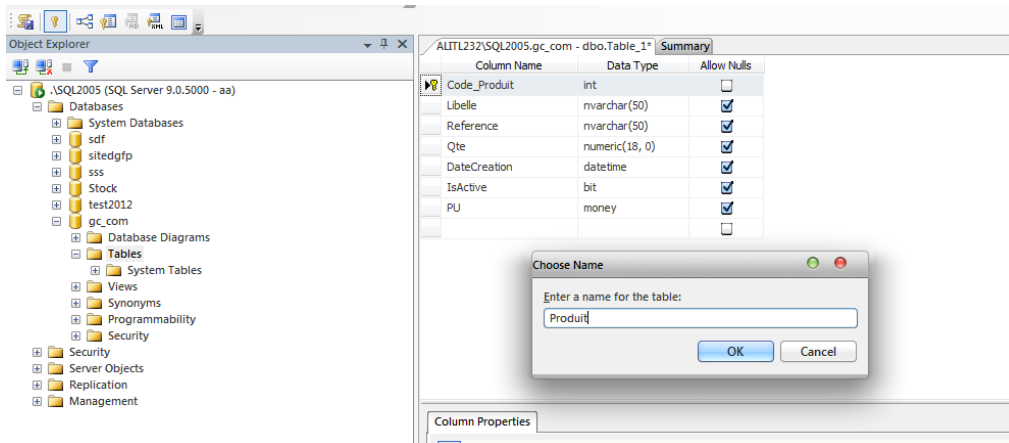 Object Explorer
.\SQL2005 (SQL Server 9.0.5000 - aa)
Databases
System Databases
sdf
sitedgfp
sss
Stock
test2012
gc_com
Database Diagrams
Tables
System Tables
Views
Synonyms
Programmability
Security
Security
Server Objects
Replication
Management
ALITL232\SQL2005.gc_com - dbo.Table_1* Summary
Column Name Data Type Allow Nulls
Code_Produit int
Libelle nvarchar(50)
Reference nvarchar(50)
Qte numeric(18, 0)
DateCreation datetime
IsActive bit
PU money
Choose Name
Enter a name for the table:
Produit
OK Cancel
Column Properties